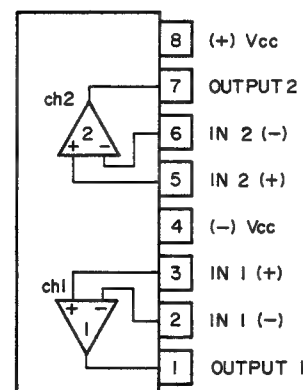 8 (+) Vcc
7 OUTPUT 2
ch2
2
6 IN 2 (-)
+ -
5 IN 2 (+)
4 (-) Vcc
3 IN 1 (+)
ch1
+ -
1
2 IN 1 (-)
1 OUTPUT 1